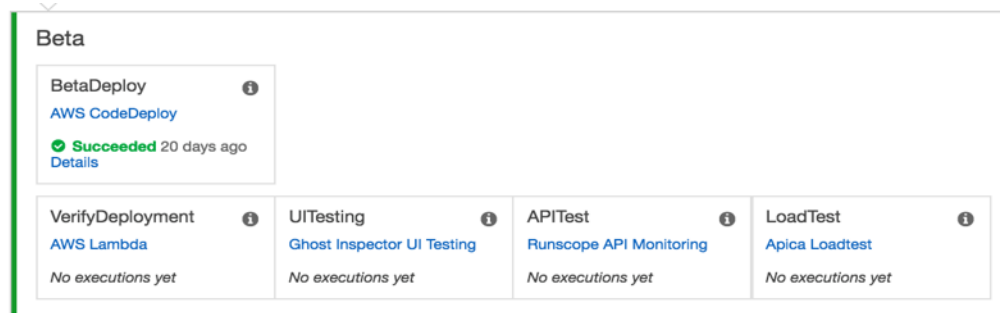 Beta
BetaDeploy
AWS CodeDeploy
Succeeded 20 days ago
Details
VerifyDeployment
AWS Lambda
No executions yet
UITesting
Ghost Inspector UI Testing
No executions yet
APITest
Runscope API Monitoring
No executions yet
LoadTest
Apica Loadtest
No executions yet